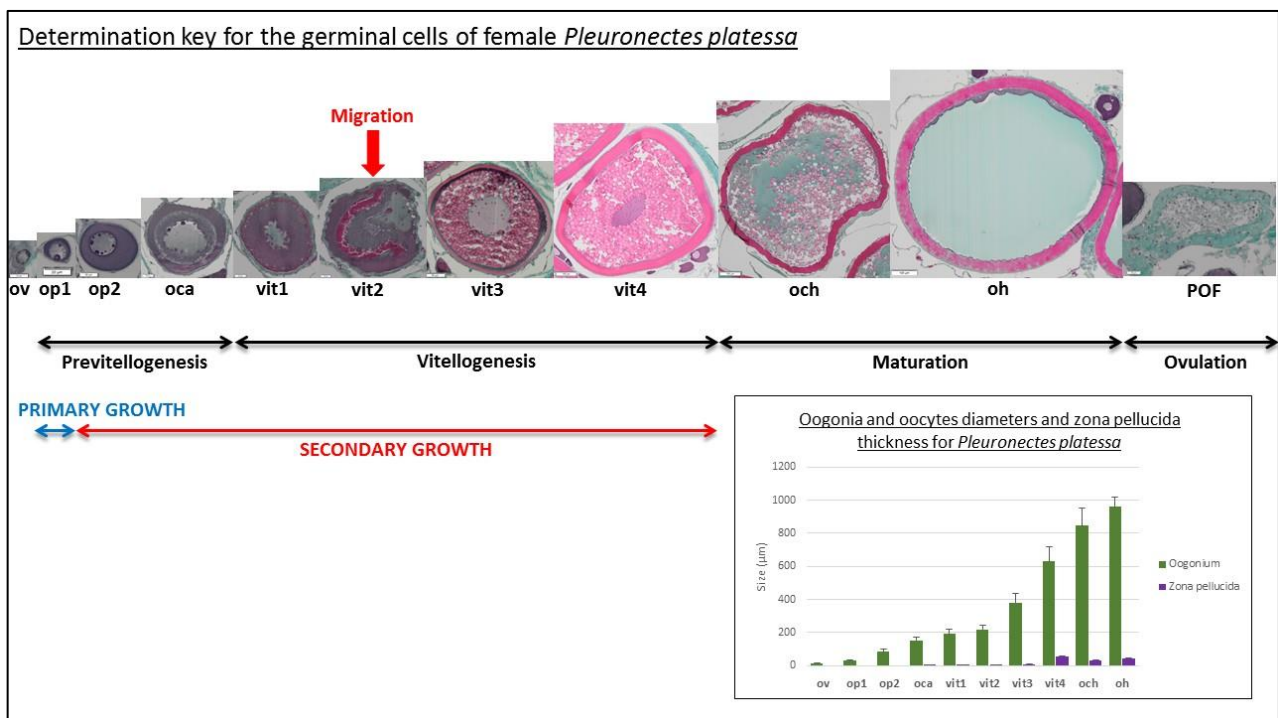 Determination key for the germinal cells of female Pleuronectes platessa
Migration
ov op1 op2 oca vit1 vit2 vit3 vit4 och oh POF
Previtellogenesis Vitellogenesis Maturation Ovulation
PRIMARY GROWTH
SECONDARY GROWTH
Oogonia and oocytes diameters and zona pellucida
thickness for Pleuronectes platessa
1200
1000
800
600
400
200
0
Size (µm)
ov op1 op2 oca vit1 vit2 vit3 vit4 och oh
Oogonium
Zona pellucida